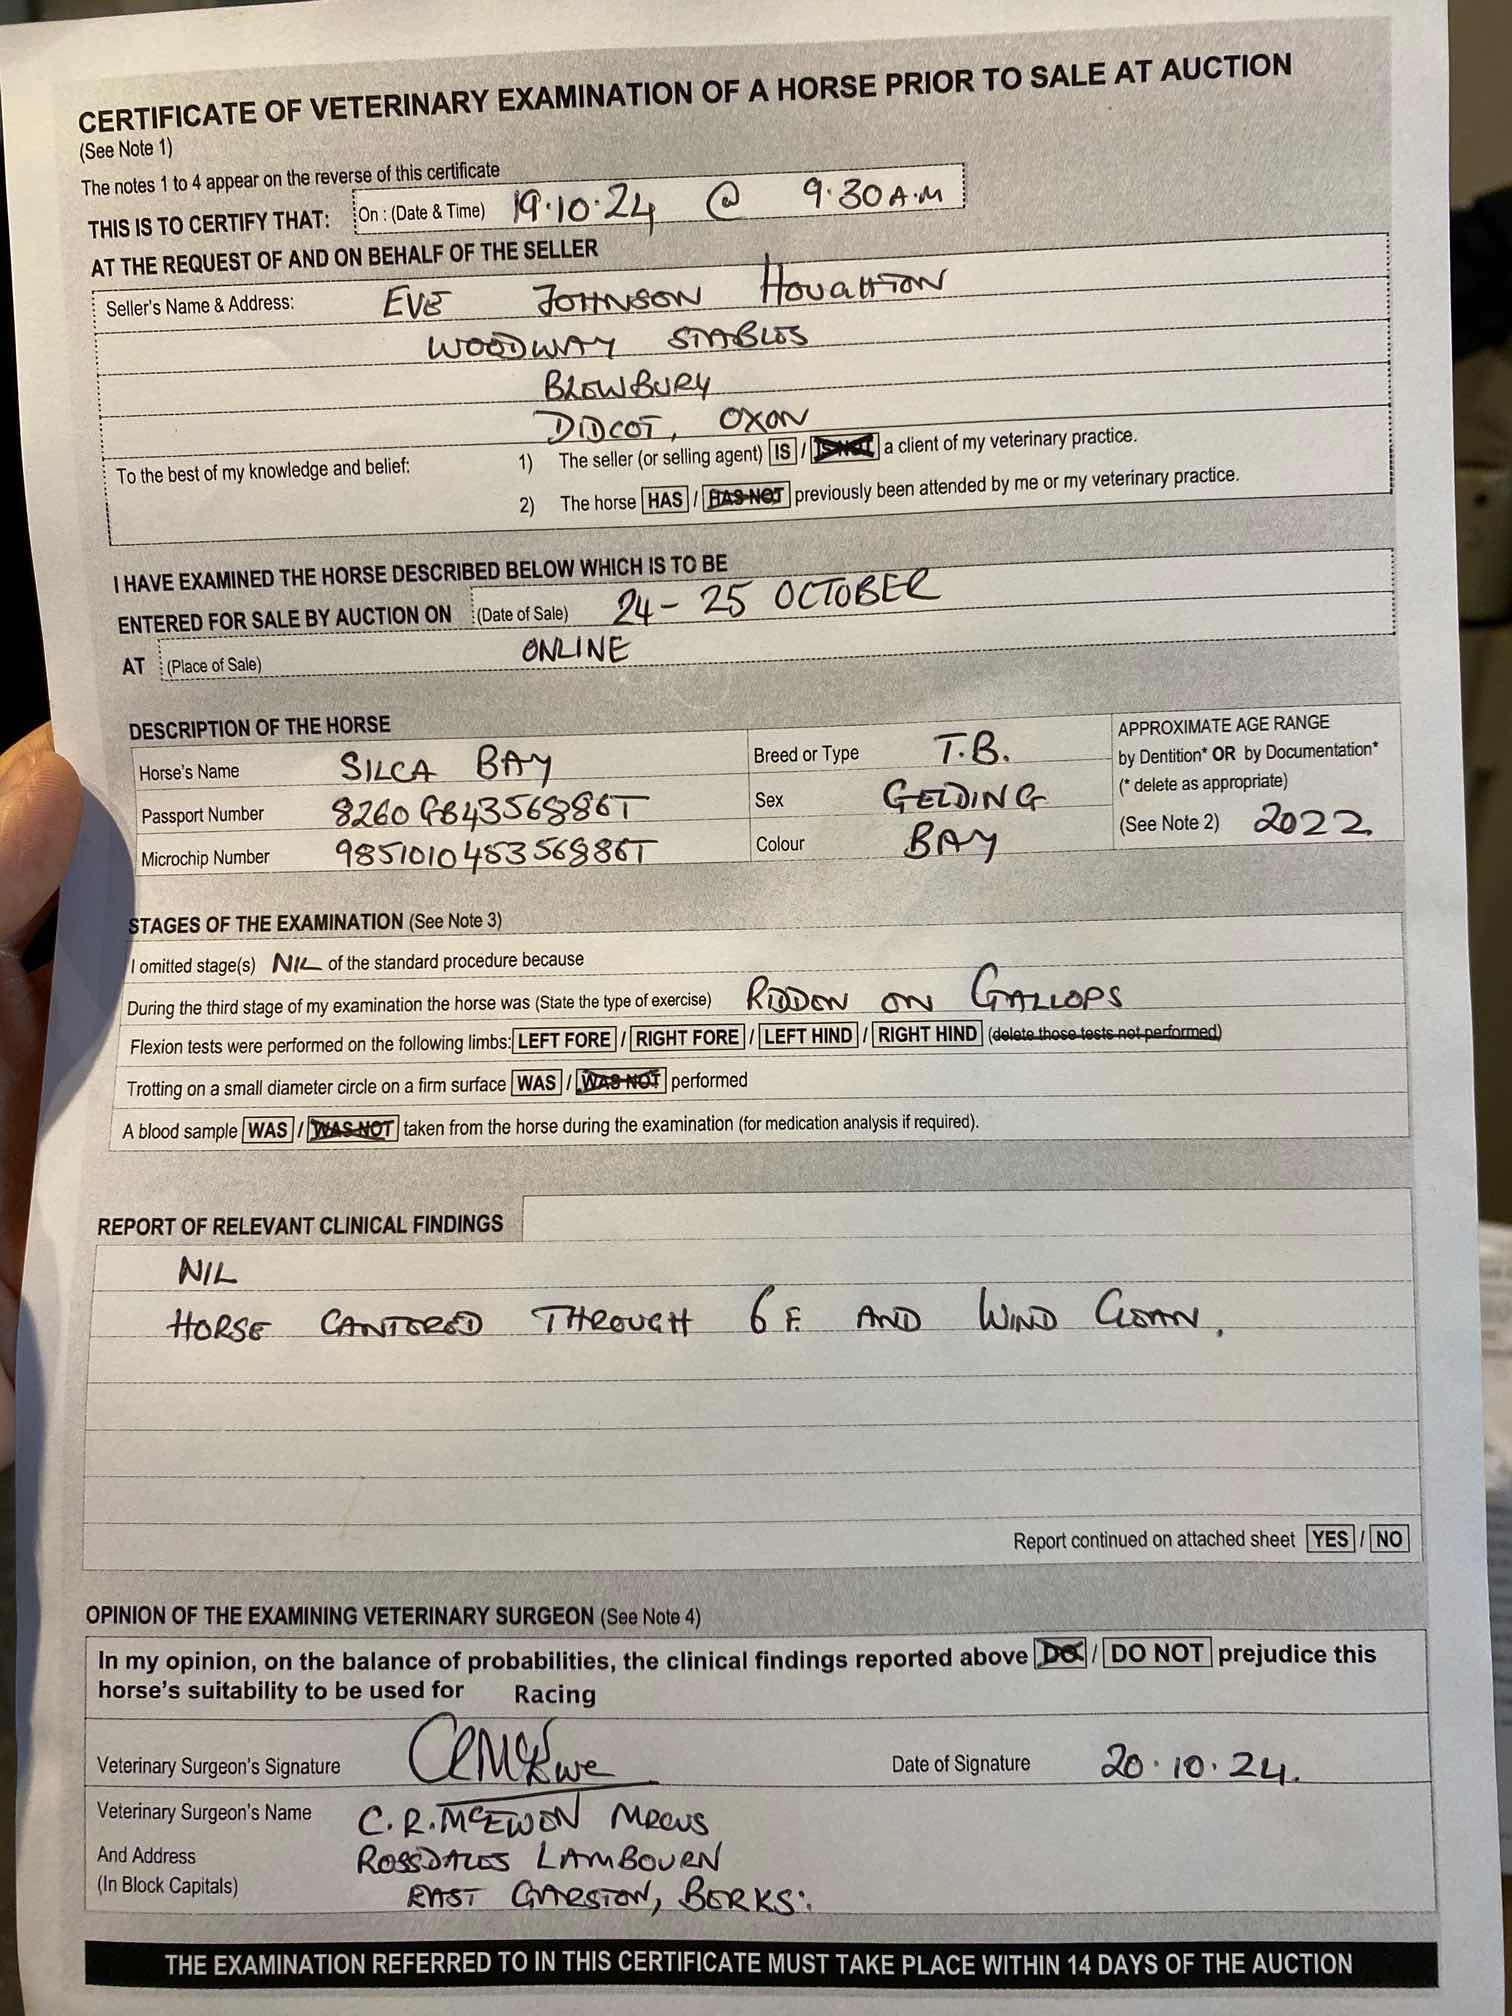 CERTIFICATE OF VETERINARY EXAMINATION OF A HORSE PRIOR TO SALE AT AUCTION
(See Note 1)
The notes 1 to 4 appear on the reverse of this certificate
THIS IS TO CERTIFY THAT: On : (Date & Time) 19.10.24 @ 9.30 A.M
AT THE REQUEST OF AND ON BEHALF OF THE SELLER
Seller's Name & Address: EVE JOHNSON HOUGHTON
WOODWAY STABLES
BLEWBURY
DIDCOT, OXON
To the best of my knowledge and belief: 1) The seller (or selling agent) IS / IS NOT a client of my veterinary practice.
2) The horse HAS / HAS NOT previously been attended by me or my veterinary practice.
I HAVE EXAMINED THE HORSE DESCRIBED BELOW WHICH IS TO BE
ENTERED FOR SALE BY AUCTION ON (Date of Sale) 24 - 25 OCTOBER
AT (Place of Sale) ONLINE
DESCRIPTION OF THE HORSE
Horse's Name SILCA BAY Breed or Type T.B.
Passport Number 8260GB4356886T Sex GELDING
Microchip Number 985101045356886T Colour BAY
APPROXIMATE AGE RANGE
by Dentition* OR by Documentation*
(* delete as appropriate)
(See Note 2) 2022
STAGES OF THE EXAMINATION (See Note 3)
I omitted stage(s) NIL of the standard procedure because
During the third stage of my examination the horse was (State the type of exercise) RIDDEN ON GALLOPS
Flexion tests were performed on the following limbs: LEFT FORE / RIGHT FORE / LEFT HIND / RIGHT HIND (delete those tests not performed)
Trotting on a small diameter circle on a firm surface WAS / WAS NOT performed
A blood sample WAS / WAS NOT taken from the horse during the examination (for medication analysis if required).
REPORT OF RELEVANT CLINICAL FINDINGS
NIL
HORSE CANTERED THROUGH 6 F. AND WIND CLEAN.
Report continued on attached sheet YES / NO
OPINION OF THE EXAMINING VETERINARY SURGEON (See Note 4)
In my opinion, on the balance of probabilities, the clinical findings reported above DO / DO NOT prejudice this
horse's suitability to be used for Racing
Veterinary Surgeon's Signature CRMcEwe Date of Signature 20.10.24.
Veterinary Surgeon's Name C.R. McEWEN MRCVS
And Address ROSSDALES LAMBOURN
(In Block Capitals) EAST GARSTON, BERKS.
THE EXAMINATION REFERRED TO IN THIS CERTIFICATE MUST TAKE PLACE WITHIN 14 DAYS OF THE AUCTION